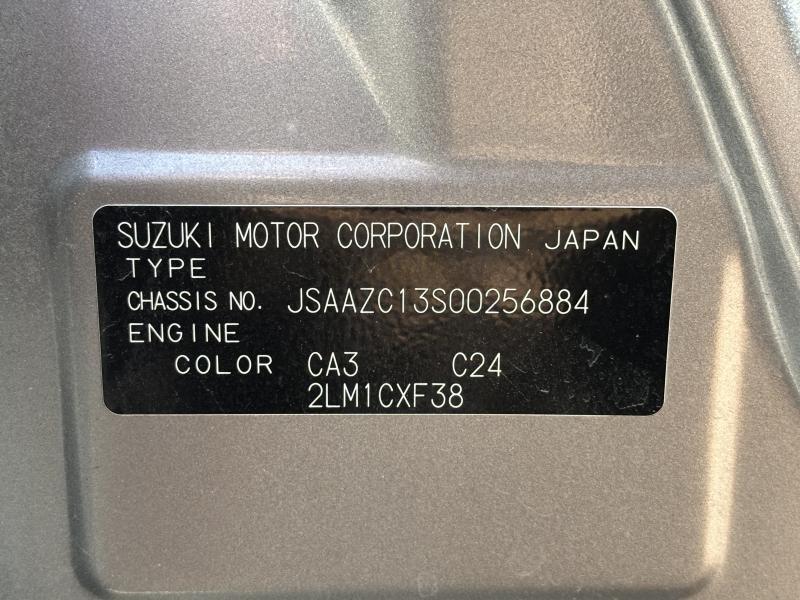 SUZUKI MOTOR CORPORATION JAPAN
TYPE
CHASSIS NO. JSAAZC13S00256884
ENGINE
COLOR CA3 C24
2LM1CXF38